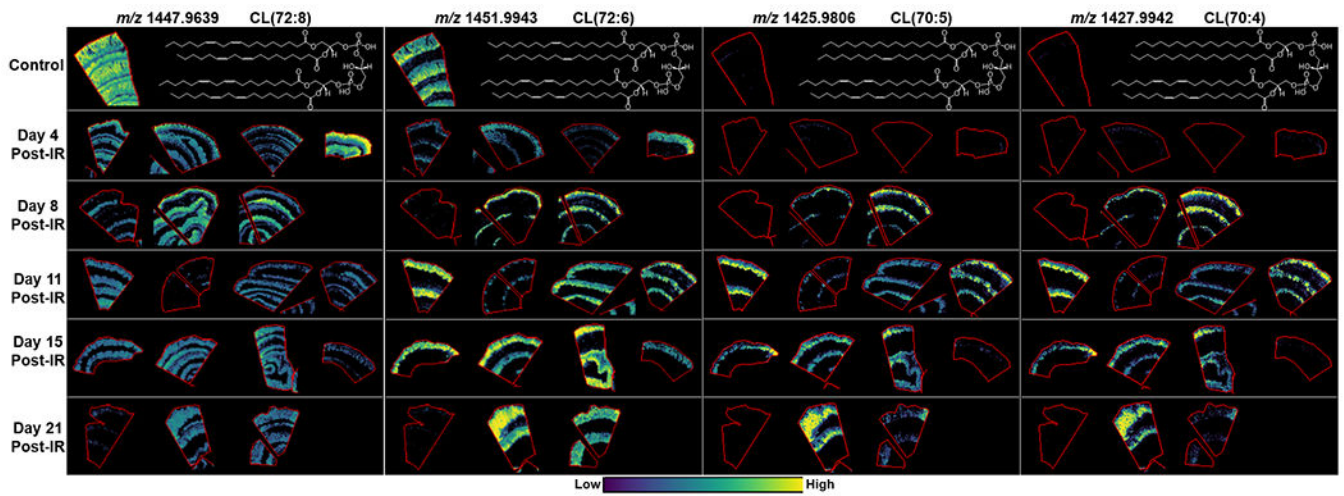 m/z 1447.9639 CL(72:8) m/z 1451.9943 CL(72:6) m/z 1425.9806 CL(70:5) m/z 1427.9942 CL(70:4)
Control
Day 4
Post-IR
Day 8
Post-IR
Day 11
Post-IR
Day 15
Post-IR
Day 21
Post-IR
Low High